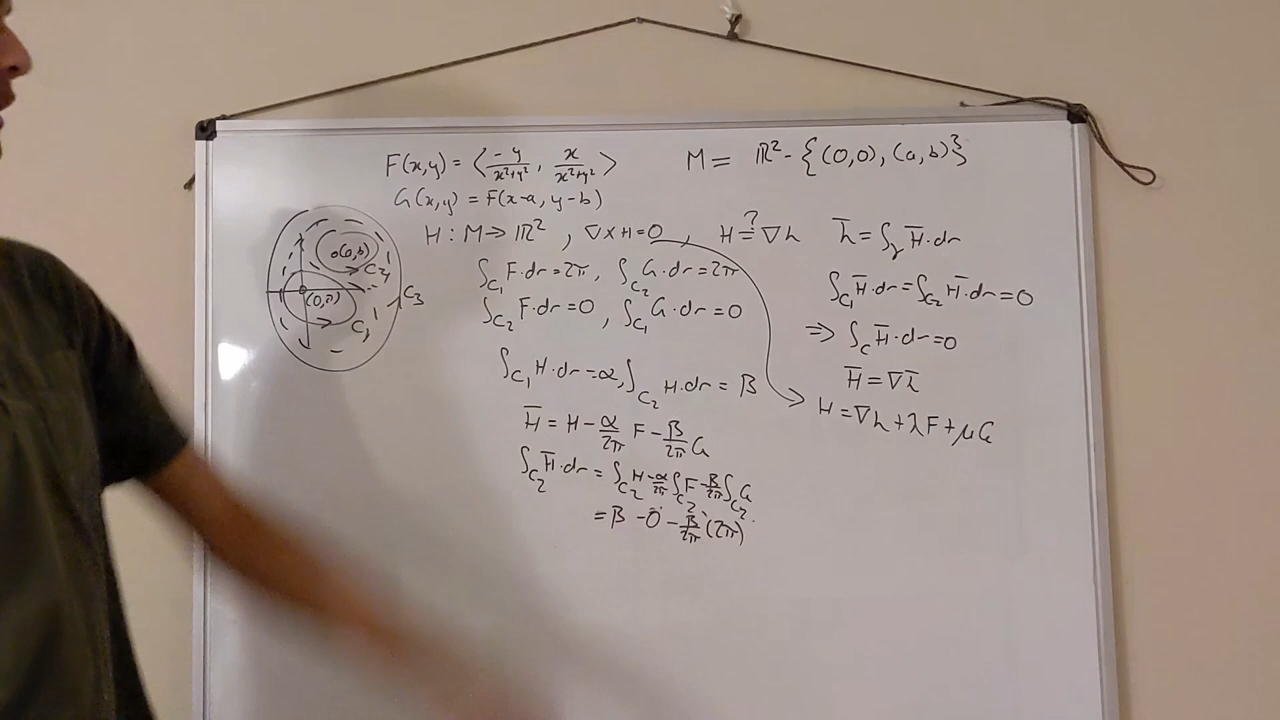 F(x,y) = ⟨-y/x²+y², x/x²+y²⟩
M = ℝ² - {(0,0), (a,b)}
G(x,y) = F(x-a, y-b)
(a,b)
C₂
(0,0)
C₁
C₃
H : M → ℝ² , ∇×H=0 , H ≟ ∇h
∫C₁ F·dr = 2π, ∫C₂ G·dr = 2π
∫C₂ F·dr = 0 , ∫C₁ G·dr = 0
∫C₁ H·dr = α, ∫C₂ H·dr = β
H̄ = H - α/2π F - β/2π G
∫C₂ H̄·dr = ∫C₂ H - α/2π ∫C₂ F - β/2π ∫C₂ G
= β - 0 - β/2π (2π)
h̄ = ∫γ H̄·dr
∫C₁ H̄·dr = ∫C₂ H̄·dr = 0
⇒ ∫C H̄·dr = 0
H̄ = ∇h̄
H = ∇h + λF + μG